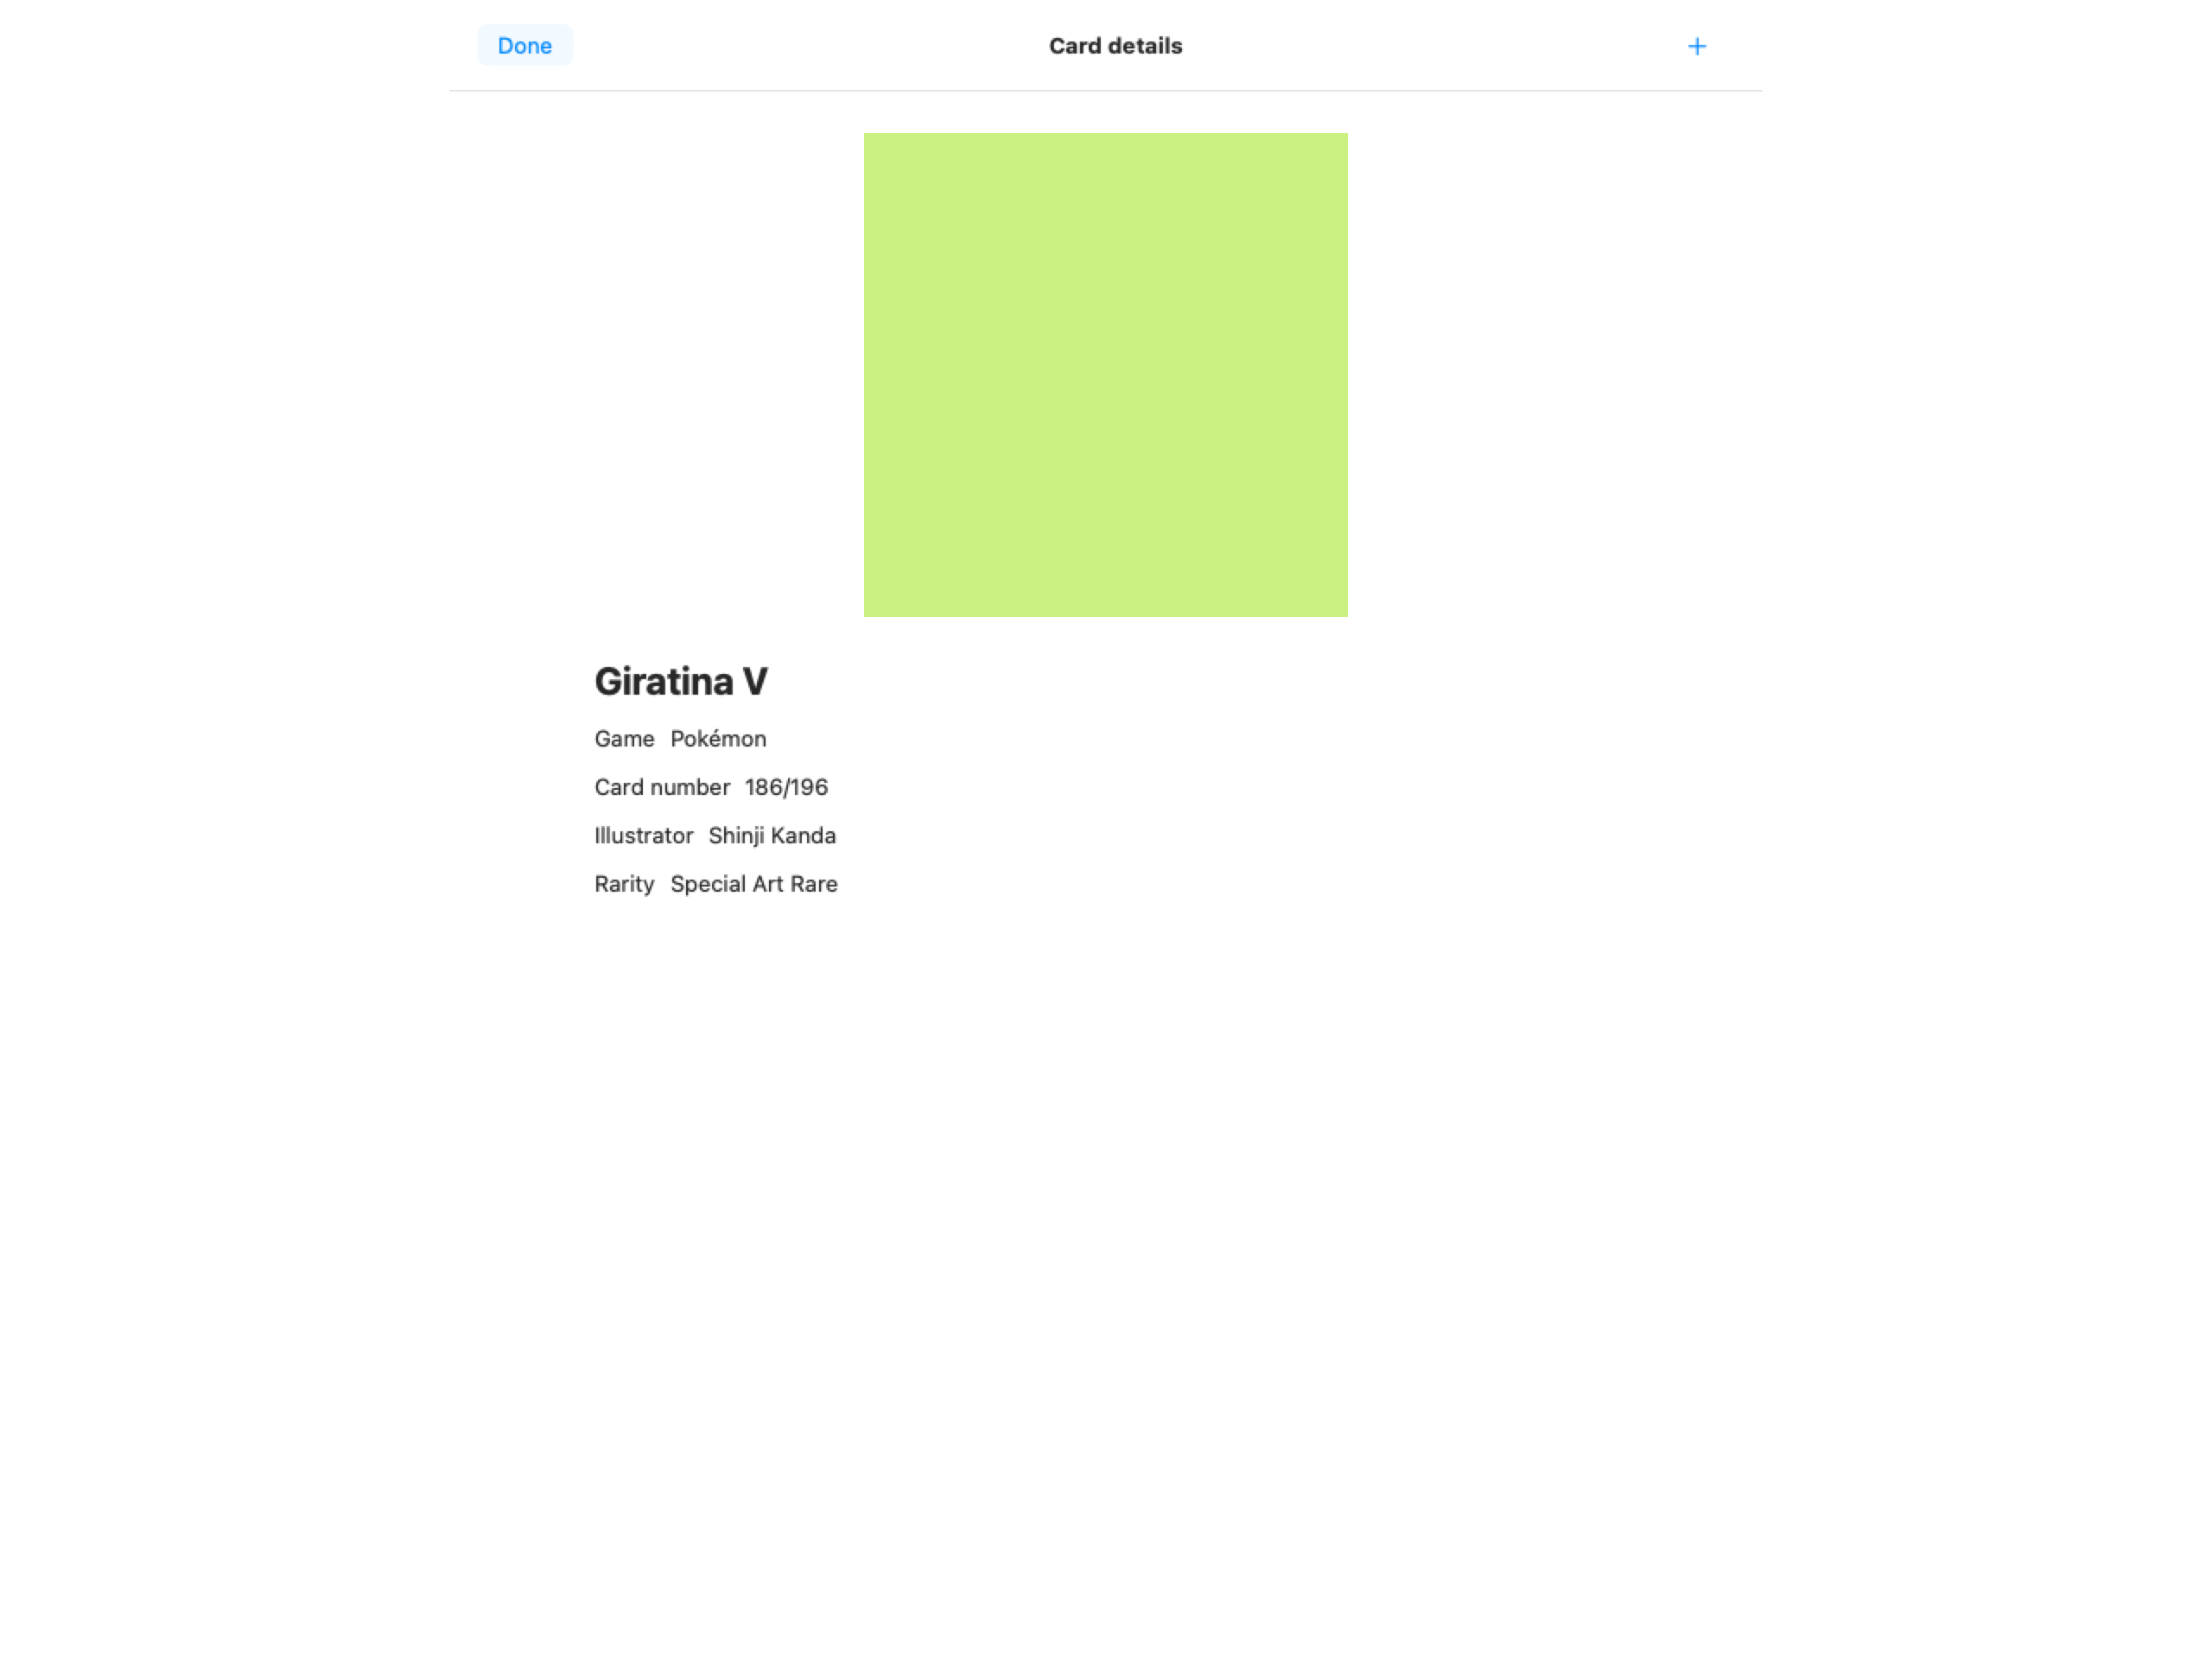 Done
Card details
+
Giratina V
Game Pokémon
Card number 186/196
Illustrator Shinji Kanda
Rarity Special Art Rare